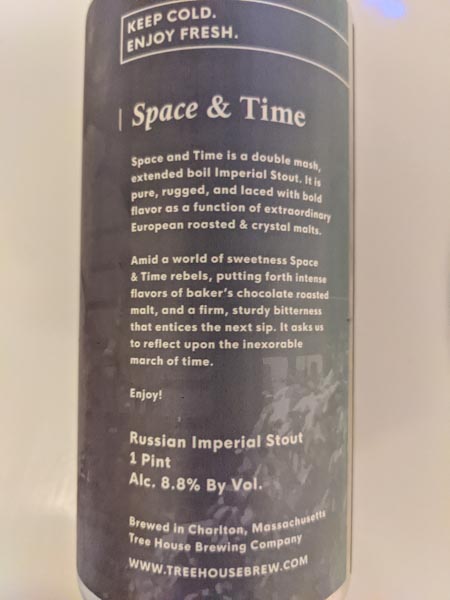 KEEP COLD.
ENJOY FRESH.
Space & Time
Space and Time is a double mash,
extended boil Imperial Stout. It is
pure, rugged, and laced with bold
flavor as a function of extraordinary
European roasted & crystal malts.
Amid a world of sweetness Space
& Time rebels, putting forth intense
flavors of baker's chocolate roasted
malt, and a firm, sturdy bitterness
that entices the next sip. It asks us
to reflect upon the inexorable
march of time.
Enjoy!
Russian Imperial Stout
1 Pint
Alc. 8.8% By Vol.
Brewed in Charlton, Massachusetts
Tree House Brewing Company
WWW.TREEHOUSEBREW.COM